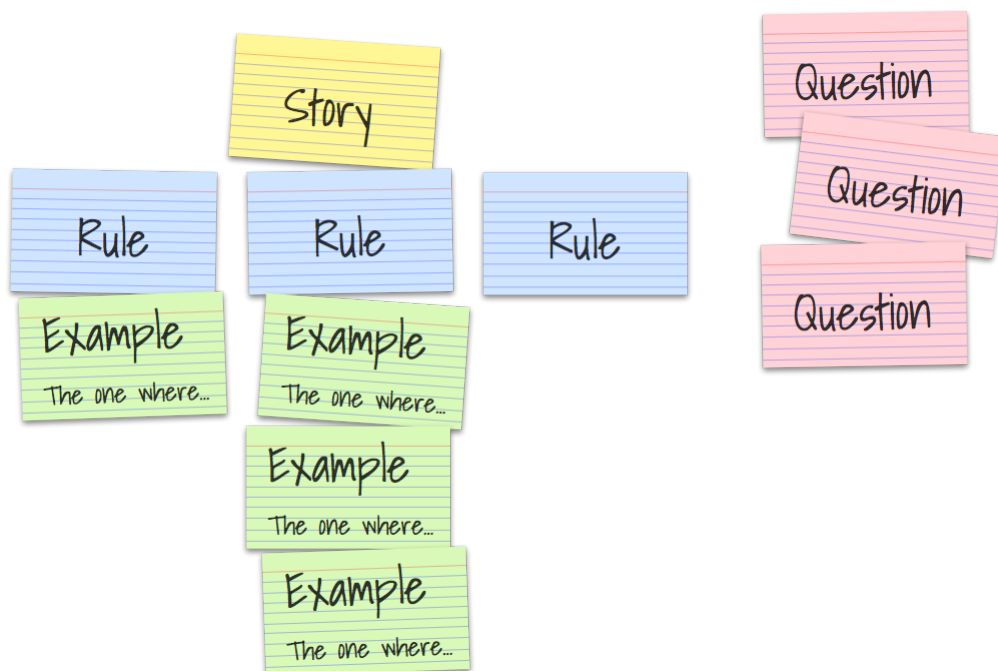 Story
Rule
Rule
Rule
Example
The one where...
Example
The one where...
Example
The one where...
Example
The one where...
Question
Question
Question